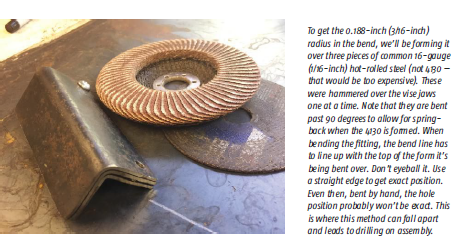 To get the 0.188-inch (3⁄16-inch)
radius in the bend, we'll be forming it
over three pieces of common 16-gauge
(1⁄16-inch) hot-rolled steel (not 4130 –
that would be too expensive). These
were hammered over the vise jaws
one at a time. Note that they are bent
past 90 degrees to allow for spring-
back when the 4130 is formed. When
bending the fitting, the bend line has
to line up with the top of the form it's
being bent over. Don't eyeball it. Use
a straight edge to get exact position.
Even then, bent by hand, the hole
position probably won't be exact. This
is where this method can fall apart
and leads to drilling on assembly.